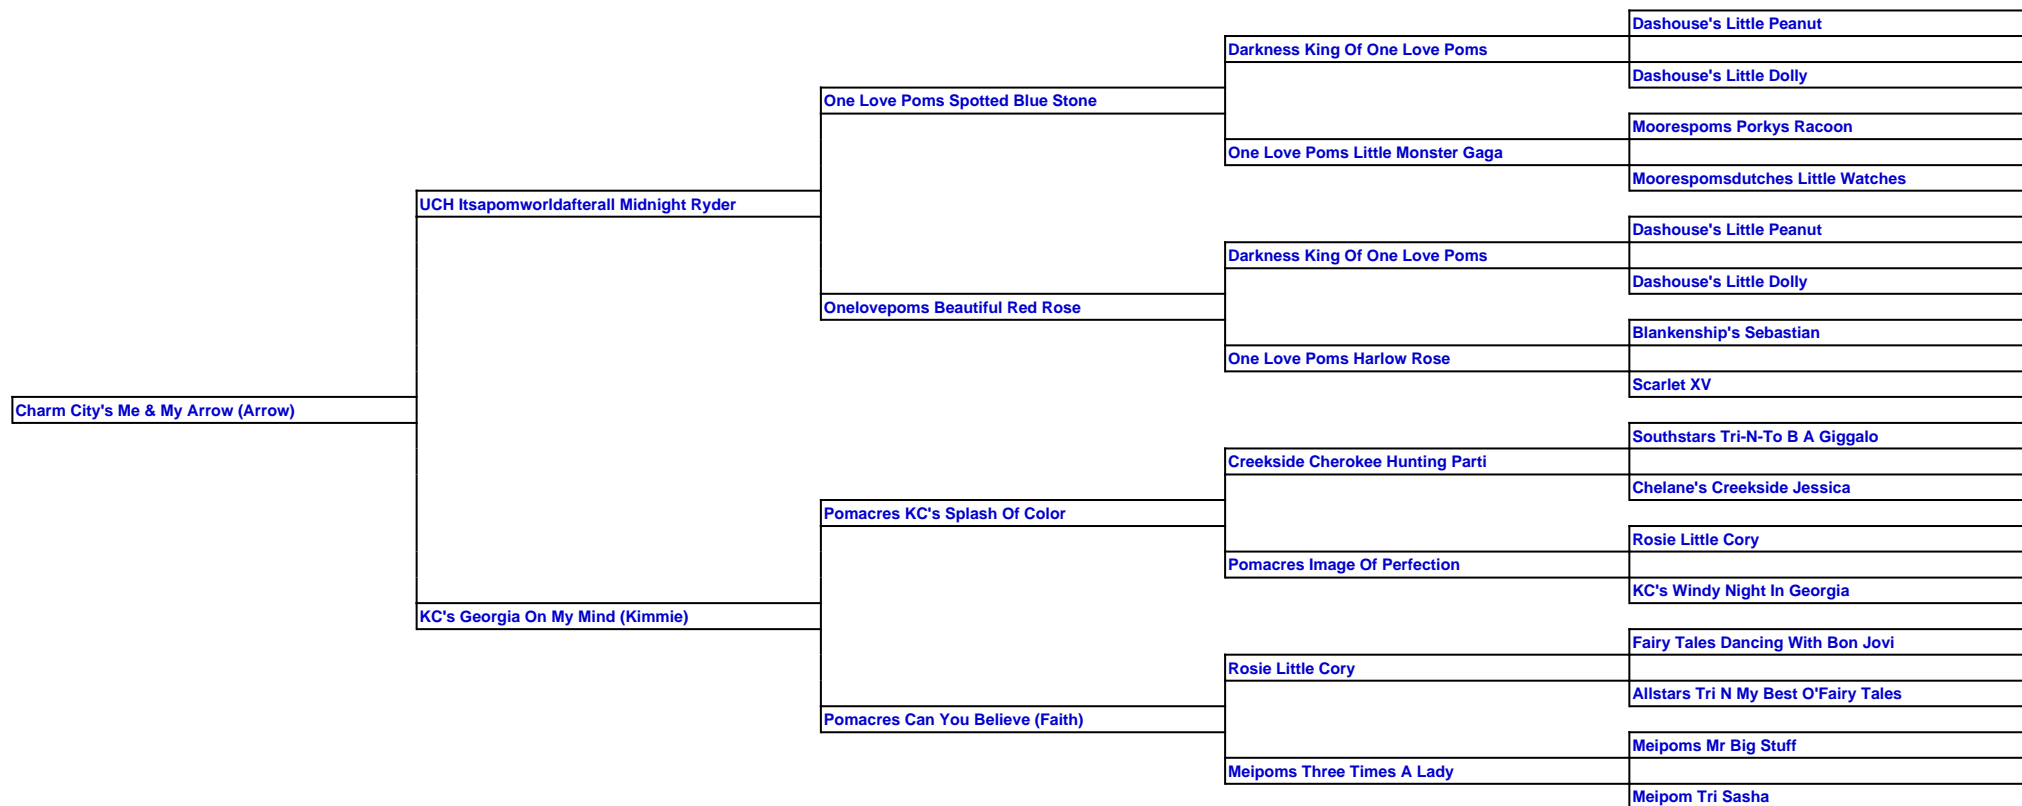 Dashouse's Little Peanut
Darkness King Of One Love Poms
Dashouse's Little Dolly
One Love Poms Spotted Blue Stone
Moorespoms Porkys Racoon
One Love Poms Little Monster Gaga
Moorespomsdutches Little Watches
UCH Itsapomworldafterall Midnight Ryder
Dashouse's Little Peanut
Darkness King Of One Love Poms
Dashouse's Little Dolly
Onelovepoms Beautiful Red Rose
Blankenship's Sebastian
One Love Poms Harlow Rose
Scarlet XV
Charm City's Me & My Arrow (Arrow)
Southstars Tri-N-To B A Giggalo
Creekside Cherokee Hunting Parti
Chelane's Creekside Jessica
Pomacres KC's Splash Of Color
Rosie Little Cory
Pomacres Image Of Perfection
KC's Windy Night In Georgia
KC's Georgia On My Mind (Kimmie)
Fairy Tales Dancing With Bon Jovi
Rosie Little Cory
Allstars Tri N My Best O'Fairy Tales
Pomacres Can You Believe (Faith)
Meipoms Mr Big Stuff
Meipoms Three Times A Lady
Meipom Tri Sasha